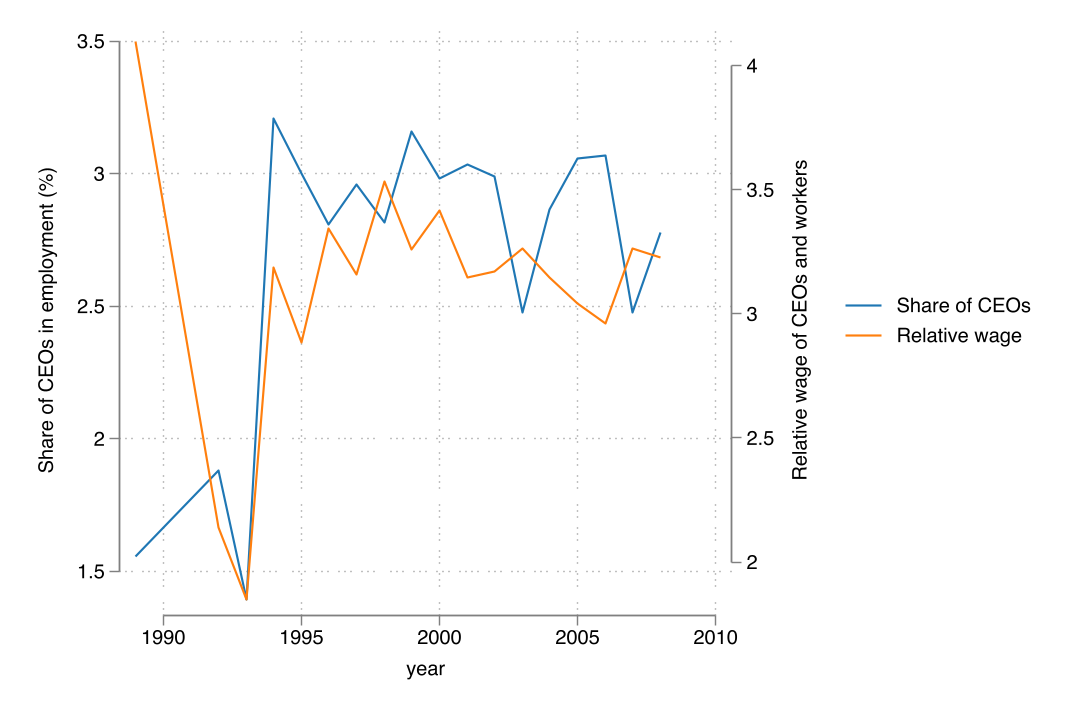 Share of CEOs in employment (%)
3.5
3
2.5
2
1.5
1990 1995 2000 2005 2010
year
4
3.5
3
2.5
2
Relative wage of CEOs and workers
Share of CEOs
Relative wage